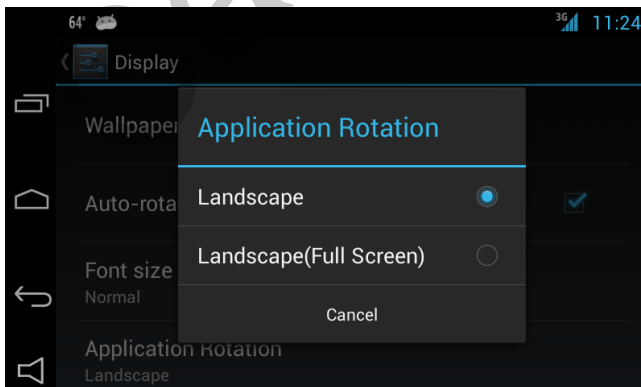 64°
3G 11:24
Display
Wallpaper
Application Rotation
Auto-rota
Landscape
Landscape(Full Screen)
Font size
Normal
Cancel
Application Rotation
Landscape